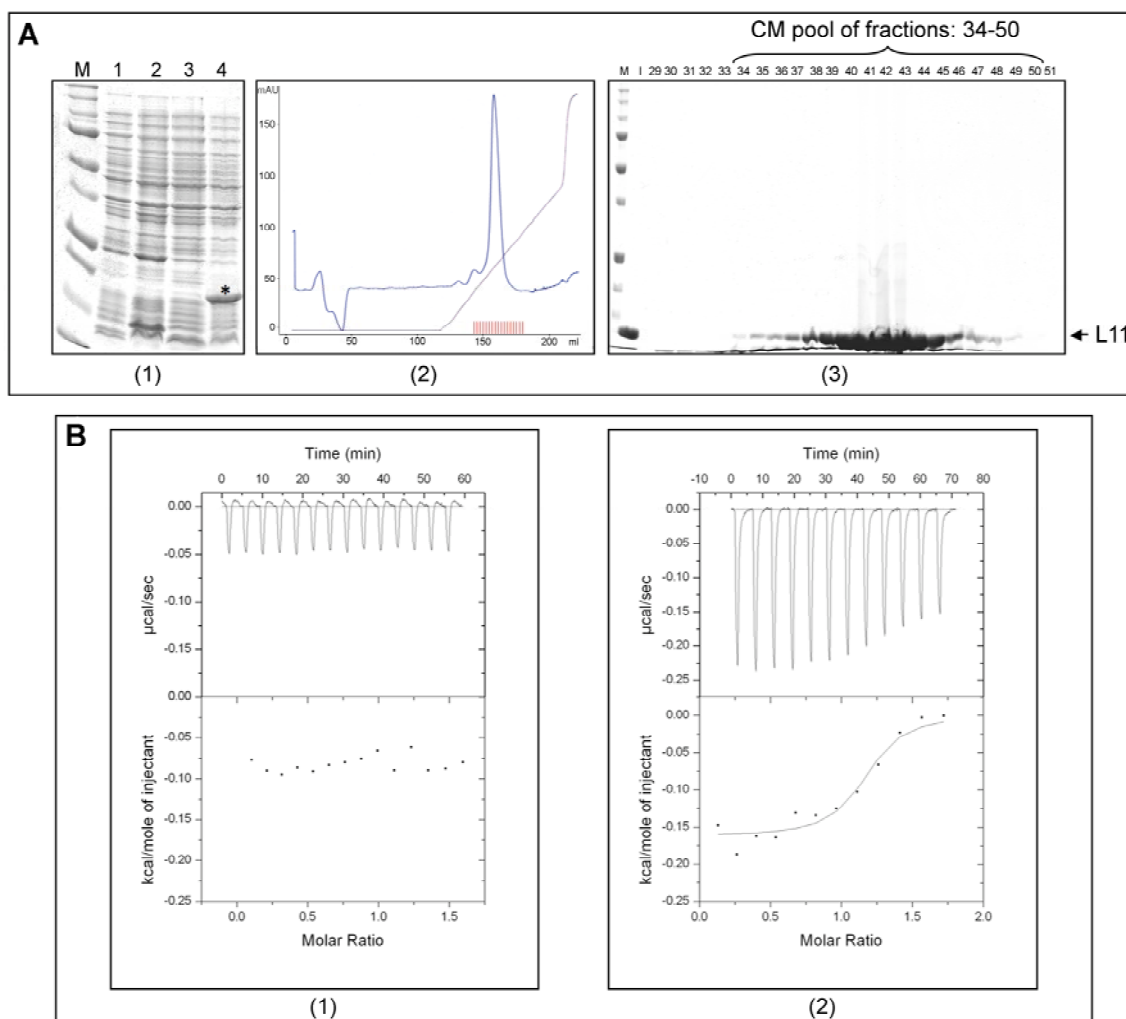 A
CM pool of fractions: 34-50
M 1 2 3 4
mAU
150
100
50
0
0 50 100 150 200 ml
M I 29 30 31 32 33 34 35 36 37 38 39 40 41 42 43 44 45 46 47 48 49 50 51
*
L11
(1) (2) (3)
B
Time (min)
0 10 20 30 40 50 60
0.00
-0.05
-0.10
-0.15
-0.20
0.00
µcal/sec
-0.05
-0.10
-0.15
-0.20
-0.25
kcal/mole of injectant
0.0 0.5 1.0 1.5
Molar Ratio
(1)
Time (min)
-10 0 10 20 30 40 50 60 70 80
0.00
-0.05
-0.10
-0.15
-0.20
-0.25
µcal/sec
0.00
-0.05
-0.10
-0.15
-0.20
-0.25
kcal/mole of injectant
0.0 0.5 1.0 1.5 2.0
Molar Ratio
(2)